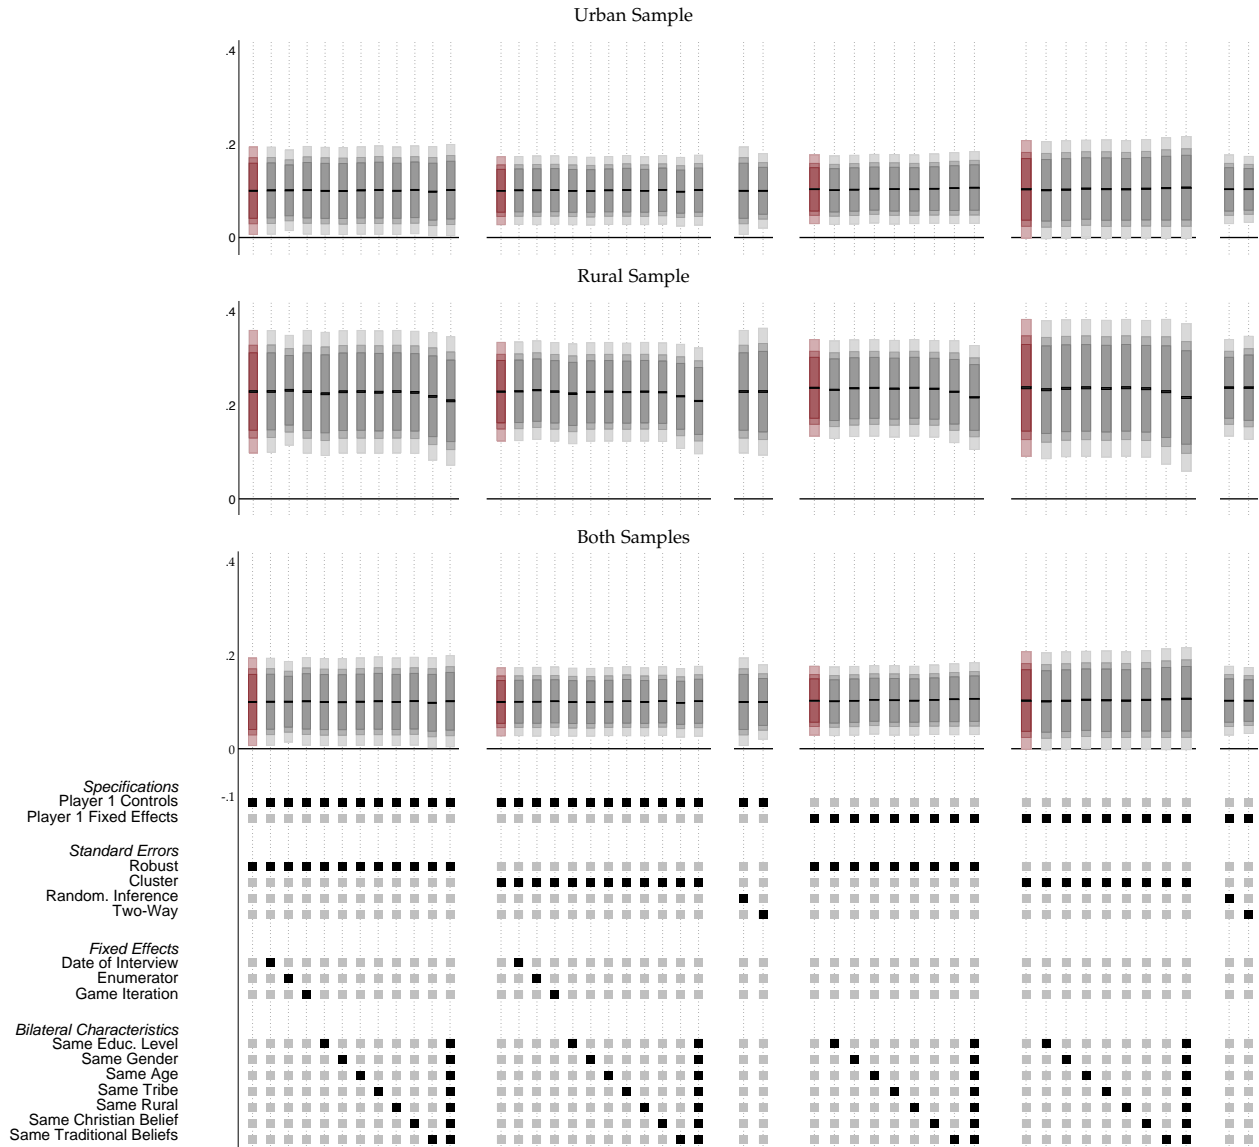 Urban Sample
.4
.2
0
Rural Sample
.4
.2
0
Both Samples
.4
.2
0
-.1
Specifications
Player 1 Controls
Player 1 Fixed Effects
Standard Errors
Robust
Cluster
Random. Inference
Two-Way
Fixed Effects
Date of Interview
Enumerator
Game Iteration
Bilateral Characteristics
Same Educ. Level
Same Gender
Same Age
Same Tribe
Same Rural
Same Christian Belief
Same Traditional Beliefs